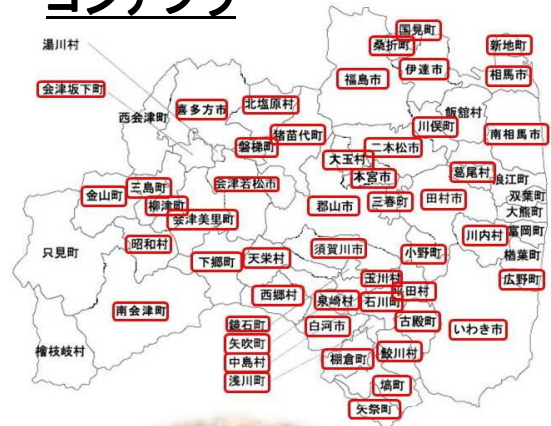 コンテナラ
国見町
湯川村
桑折町
新地町
伊達市
相馬市
福島市
会津坂下町
喜多方市
北塩原村
飯舘村
西会津町
川俣町
南相馬市
猪苗代町
磐梯町
二本松市
大玉村
葛尾村
浪江町
本宮市
会津若松市
三島町
双葉町
金山町
三春町
田村市
柳津町
郡山市
大熊町
会津美里町
富岡町
川内村
昭和村
須賀川市
只見町
小野町
楢葉町
下郷町
天栄村
広野町
玉川村
平田村
西郷村
泉崎村
石川町
南会津町
鏡石町
白河市
古殿町
いわき市
矢吹町
鮫川村
棚倉町
中島村
檜枝岐村
浅川町
塙町
矢祭町